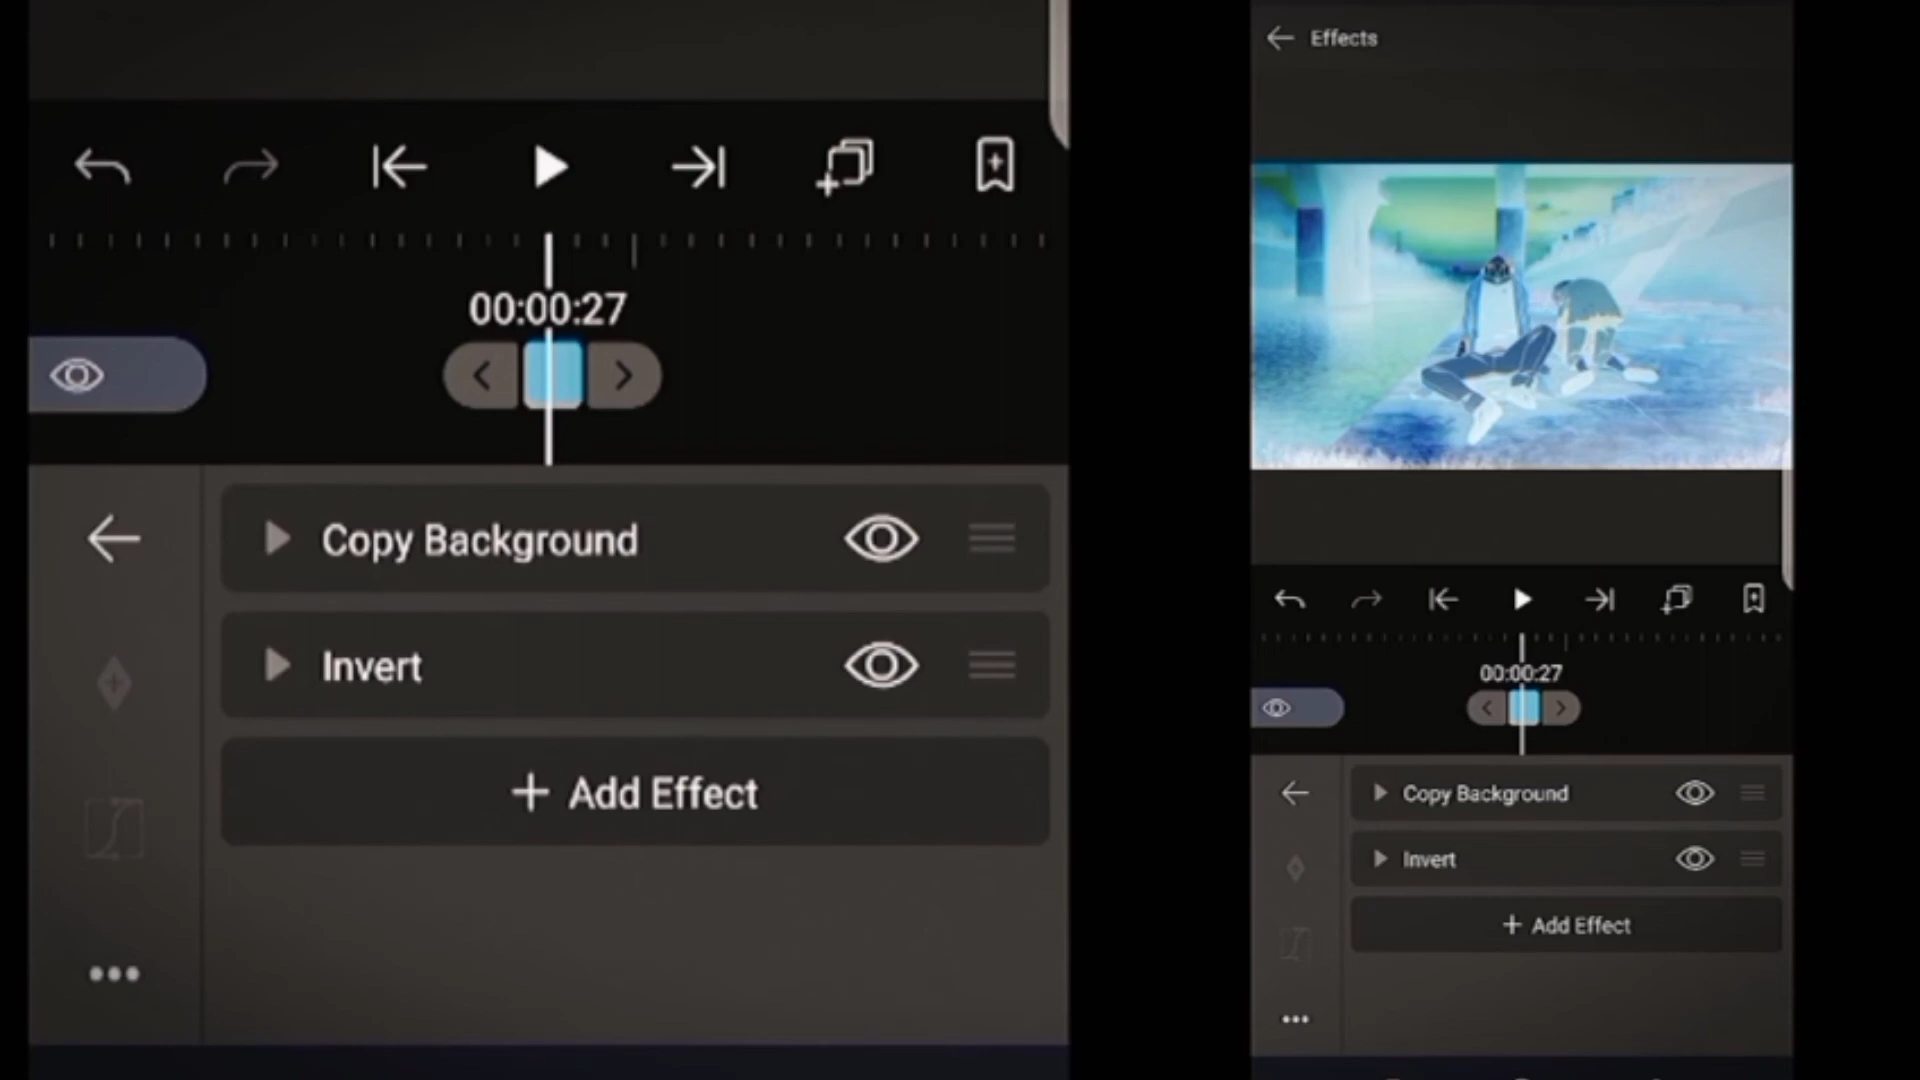 00:00:27
Copy Background
Invert
+ Add Effect
Effects
00:00:27
Copy Background
Invert
+ Add Effect